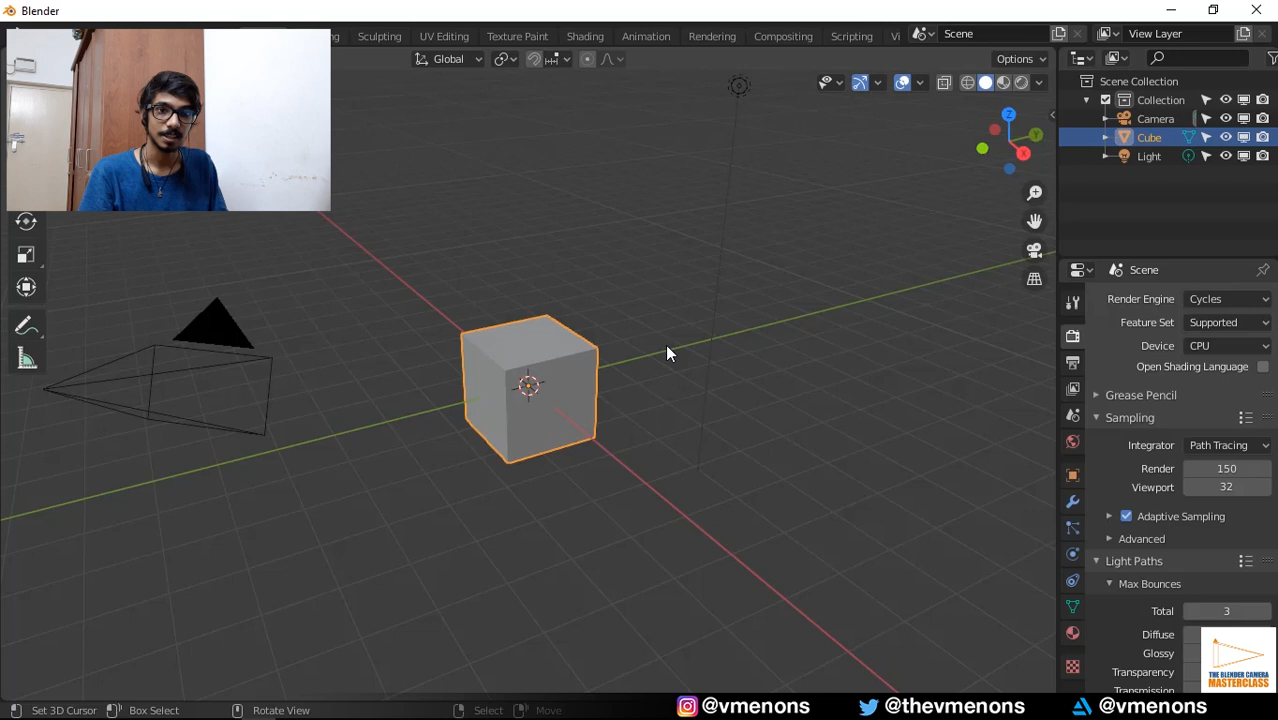 Blender
Sculpting UV Editing Texture Paint Shading Animation Rendering Compositing Scripting Vi
Scene
View Layer
Global
Options
Scene Collection
Collection
Camera
Cube
Light
Z
Y
X
Scene
Render Engine Cycles
Feature Set Supported
Device CPU
Open Shading Language
Grease Pencil
Sampling
Integrator Path Tracing
Render 150
Viewport 32
Adaptive Sampling
Advanced
Light Paths
Max Bounces
Total 3
Diffuse
Glossy
Transparency
Transmission
THE BLENDER CAMERA
MASTERCLASS
Set 3D Cursor Box Select Rotate View Select Move
@vmenons @thevmenons @vmenons